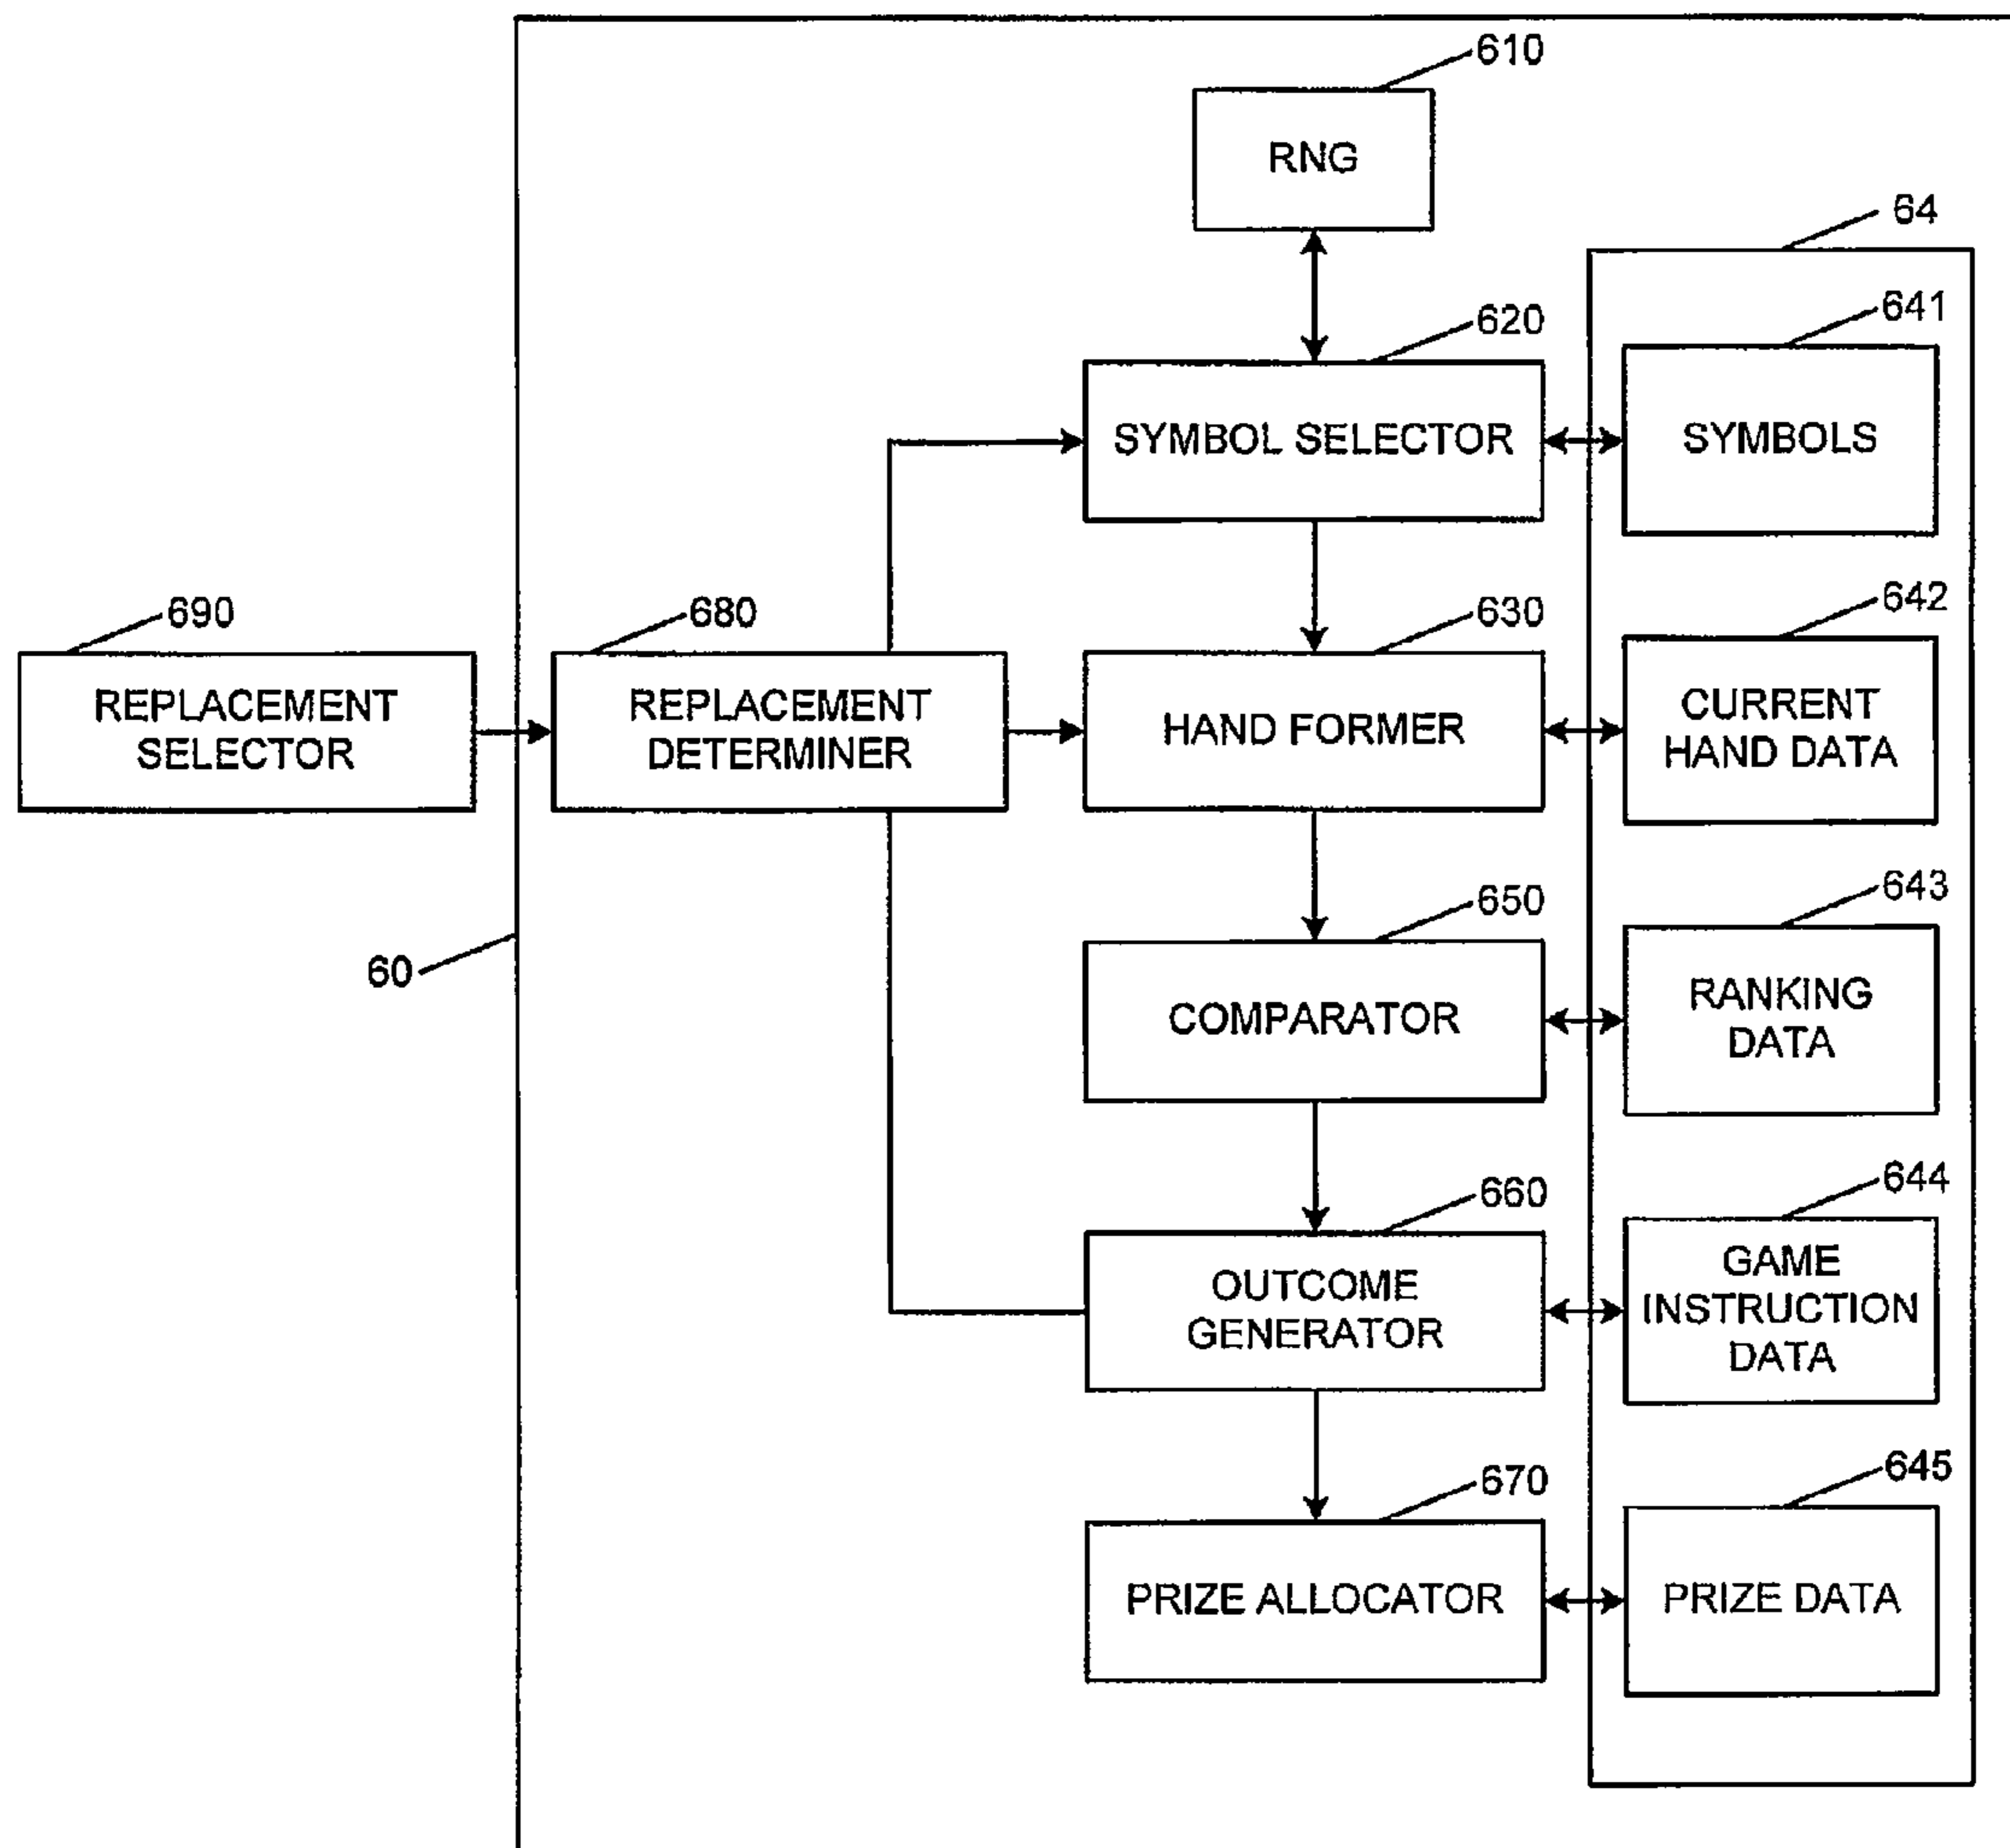 610
RNG
64
620
641
SYMBOL SELECTOR
SYMBOLS
690
680
630
642
REPLACEMENT
SELECTOR
REPLACEMENT
DETERMINER
HAND FORMER
CURRENT
HAND DATA
60
650
643
COMPARATOR
RANKING
DATA
660
644
OUTCOME
GENERATOR
GAME
INSTRUCTION
DATA
670
645
PRIZE ALLOCATOR
PRIZE DATA